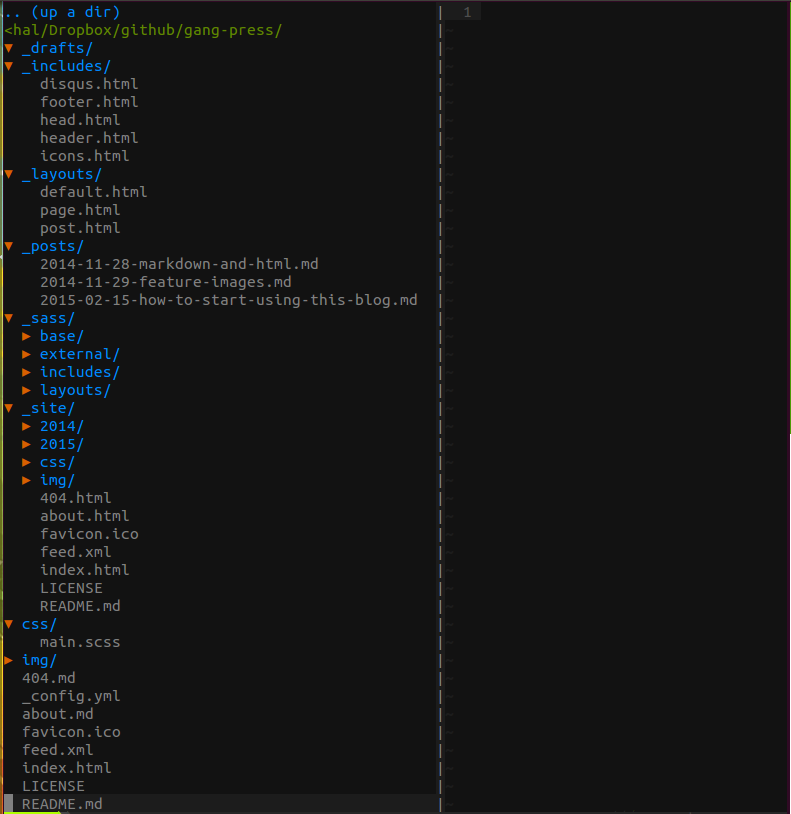 .. (up a dir)
<hal/Dropbox/github/gang-press/
▼ _drafts/
▼ _includes/
disqus.html
footer.html
head.html
header.html
icons.html
▼ _layouts/
default.html
page.html
post.html
▼ _posts/
2014-11-28-markdown-and-html.md
2014-11-29-feature-images.md
2015-02-15-how-to-start-using-this-blog.md
▼ _sass/
▶ base/
▶ external/
▶ includes/
▶ layouts/
▼ _site/
▶ 2014/
▶ 2015/
▶ css/
▶ img/
404.html
about.html
favicon.ico
feed.xml
index.html
LICENSE
README.md
▼ css/
main.scss
▶ img/
404.md
_config.yml
about.md
favicon.ico
feed.xml
index.html
LICENSE
README.md
1